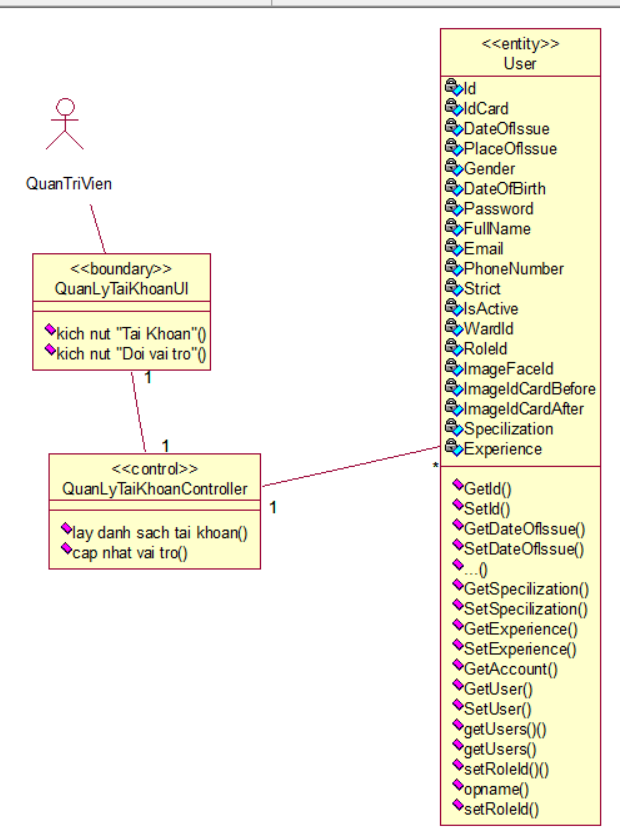 QuanTriVien
<<boundary>>
QuanLyTaiKhoanUI
kich nut "Tai Khoan"()
kich nut "Doi vai tro"()
1
1
<<control>>
QuanLyTaiKhoanController
lay danh sach tai khoan()
cap nhat vai tro()
1
*
<<entity>>
User
Id
IdCard
DateOfIssue
PlaceOfIssue
Gender
DateOfBirth
Password
FullName
Email
PhoneNumber
Strict
IsActive
WardId
RoleId
ImageFaceId
ImageIdCardBefore
ImageIdCardAfter
Specilization
Experience
GetId()
SetId()
GetDateOfIssue()
SetDateOfIssue()
...()
GetSpecilization()
SetSpecilization()
GetExperience()
SetExperience()
GetAccount()
GetUser()
SetUser()
getUsers()()
getUsers()
setRoleId()()
opname()
setRoleId()